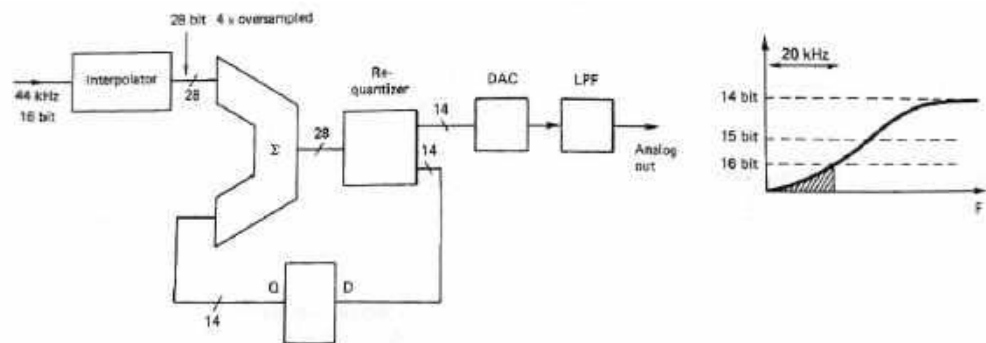 28 bit 4 x oversampled
Interpolator
44 kHz
16 bit
28
Σ
28
Re-
quantizer
14
14
DAC
LPF
Analog
out
Q
D
14
20 kHz
14 bit
15 bit
16 bit
F